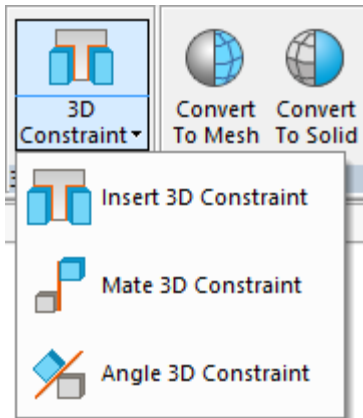 3D
Constraint
Convert
To Mesh
Convert
To Solid
Insert 3D Constraint
Mate 3D Constraint
Angle 3D Constraint